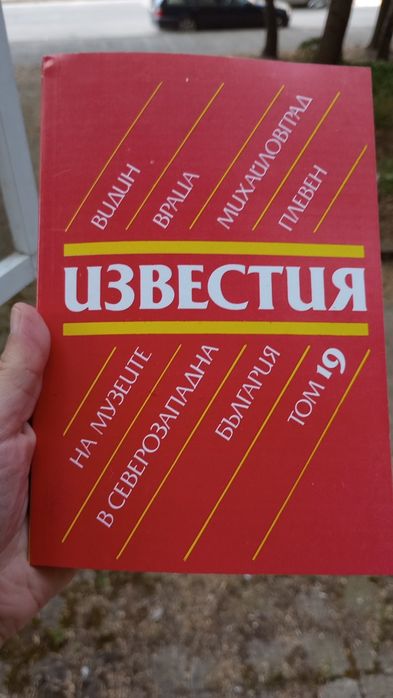 ВИДИН
ВРАЦА
МИХАЙЛОВГРАД
ПЛЕВЕН
ИЗВЕСТИЯ
НА МУЗЕИТЕ
В СЕВЕРОЗАПАДНА
БЪЛГАРИЯ
ТОМ 19